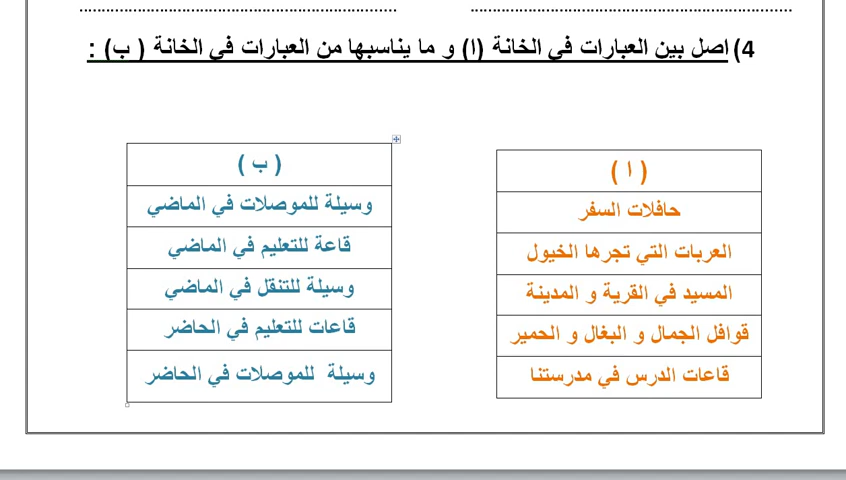 4) اصل بين العبارات في الخانة (ا) و ما يناسبها من العبارات في الخانة ( ب) :
( ا )
حافلات السفر
العربات التي تجرها الخيول
المسيد في القرية و المدينة
قوافل الجمال و البغال و الحمير
قاعات الدرس في مدرستنا
( ب )
وسيلة للموصلات في الماضي
قاعة للتعليم في الماضي
وسيلة للتنقل في الماضي
قاعات للتعليم في الحاضر
وسيلة للموصلات في الحاضر